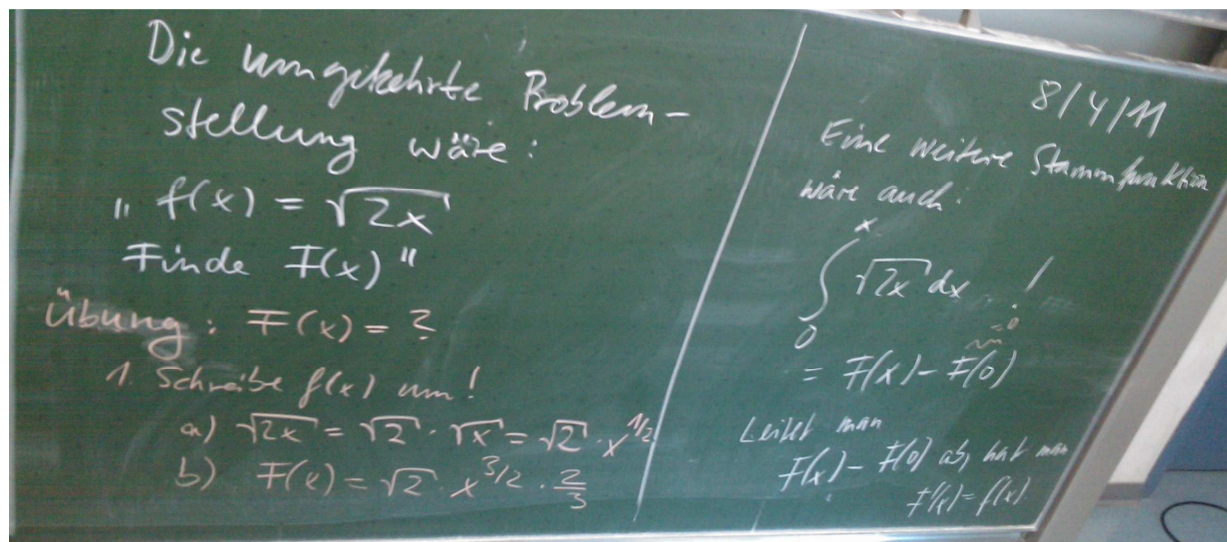 Die umgekehrte Problem-
stellung wäre:
" f(x) = √2x
Finde F(x) "
Übung: F(x) = ?
1. Schreibe f(x) um!
a) √2x = √2 · √x = √2 · x^1/2
b) F(x) = √2 · x^3/2 · 2/3
8/4/11
Eine weitere Stammfunktion
wäre auch:
∫₀ˣ √2x dx !
= 0
= F(x) – F(0)
Leitet man
F(x) – F(0) ab, hat man
F'(x) = f(x).